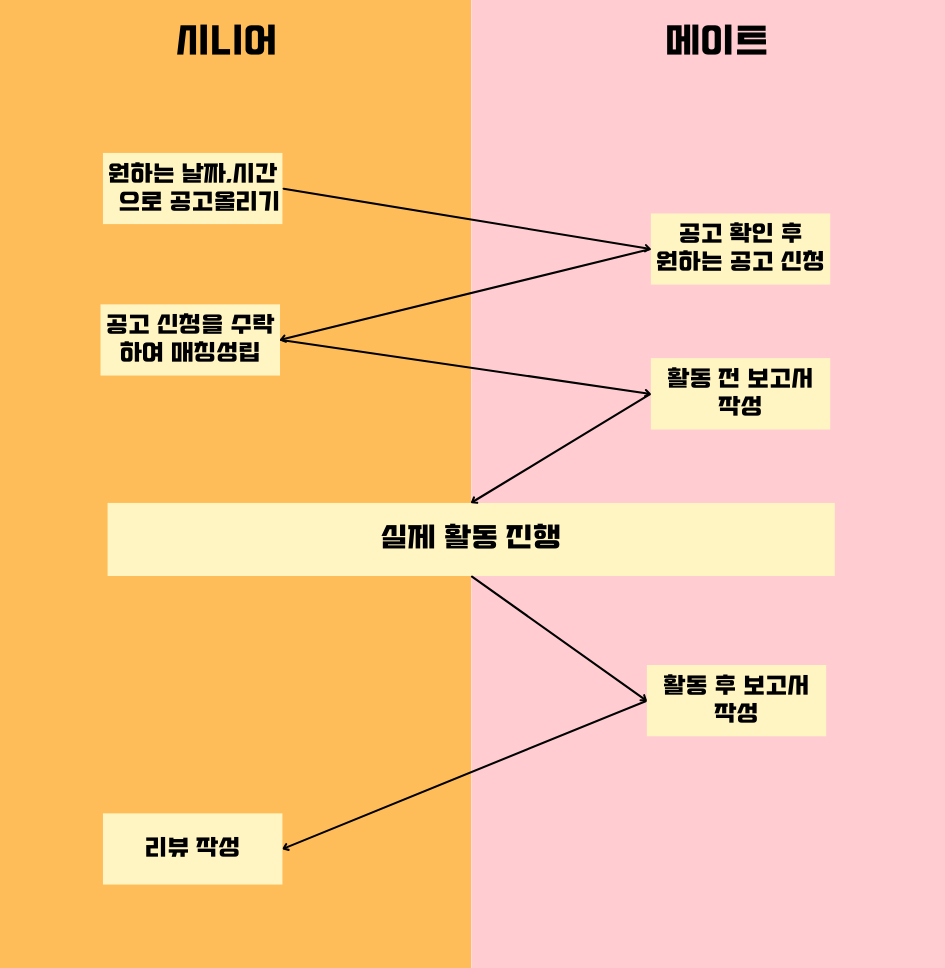 시니어
메이트
원하는 날짜,시간
으로 공고올리기
공고 확인 후
원하는 공고 신청
공고 신청을 수락
하여 매칭성립
활동 전 보고서
작성
실제 활동 진행
활동 후 보고서
작성
리뷰 작성